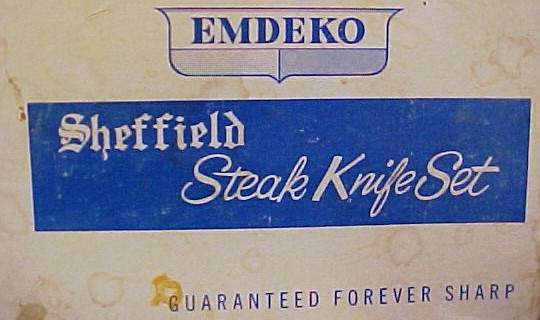 EMDEKO
Sheffield
Steak Knife Set
GUARANTEED FOREVER SHARP